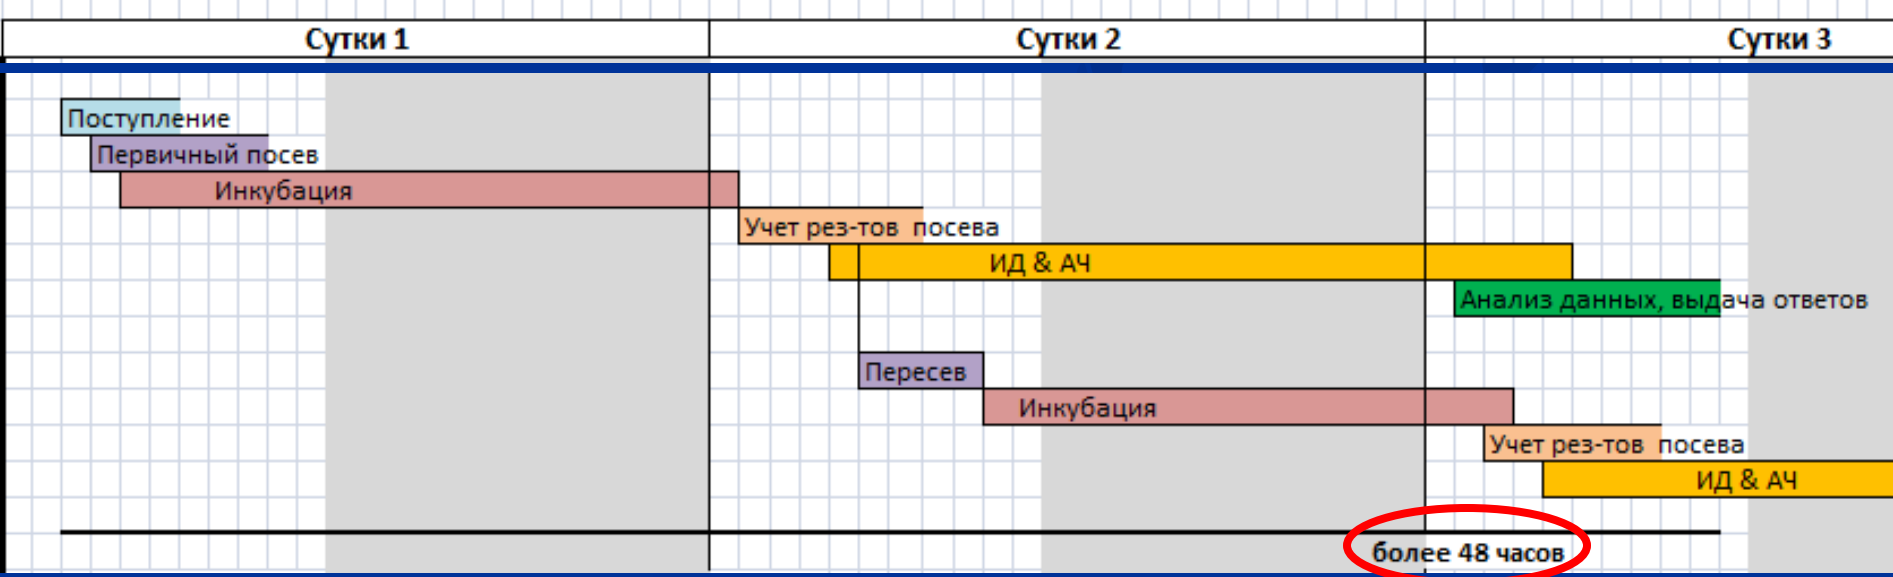 Сутки 1
Сутки 2
Сутки 3
Поступление
Первичный посев
Инкубация
Учет рез-тов посева
ИД & АЧ
Анализ данных, выдача ответов
Пересев
Инкубация
Учет рез-тов посева
ИД & АЧ
более 48 часов